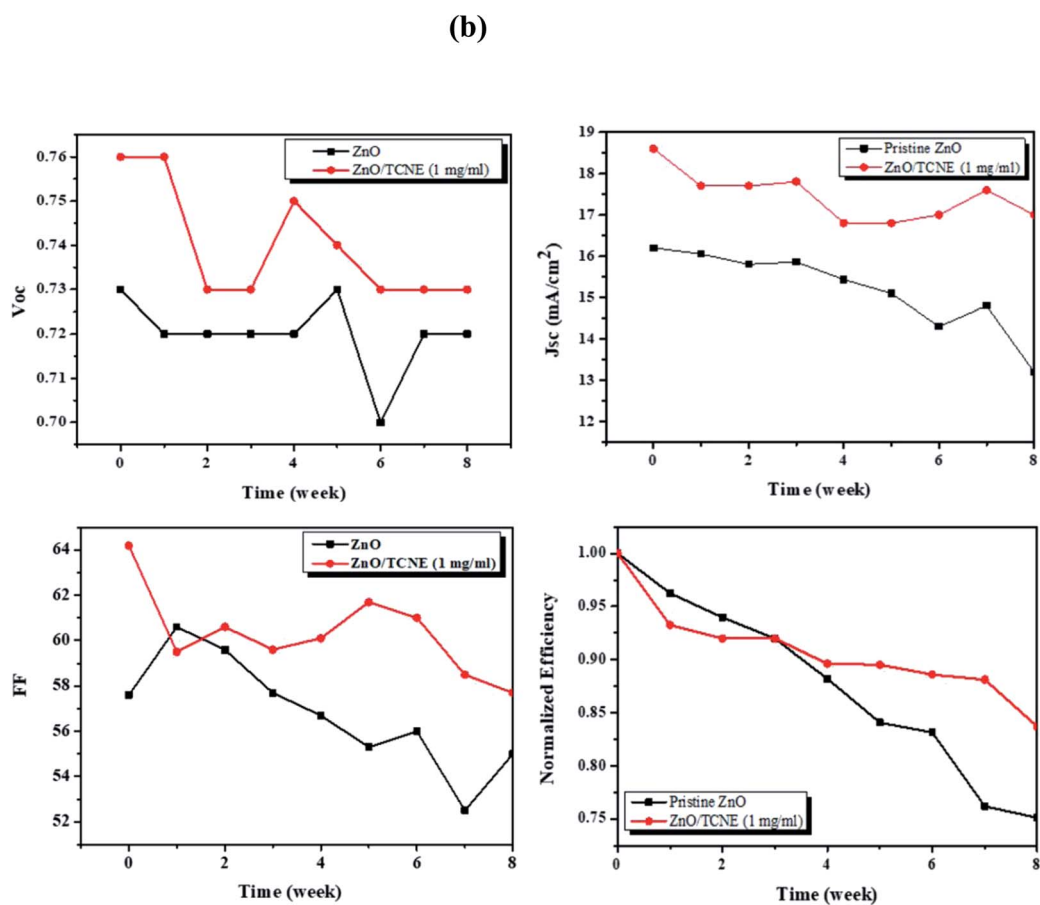 (b)
ZnO
ZnO/TCNE (1 mg/ml)
0.76
0.75
0.74
0.73
0.72
0.71
0.70
Voc
0 2 4 6 8
Time (week)
Pristine ZnO
ZnO/TCNE (1 mg/ml)
19
18
17
16
15
14
13
12
Jsc (mA/cm²)
0 1 2 3 4 5 6 7 8
Time (week)
ZnO
ZnO/TCNE (1 mg/ml)
64
62
60
58
56
54
52
FF
0 2 4 6 8
Time (week)
1.00
0.95
0.90
0.85
0.80
0.75
Normalized Efficiency
Pristine ZnO
ZnO/TCNE (1 mg/ml)
0 2 4 6 8
Time (week)